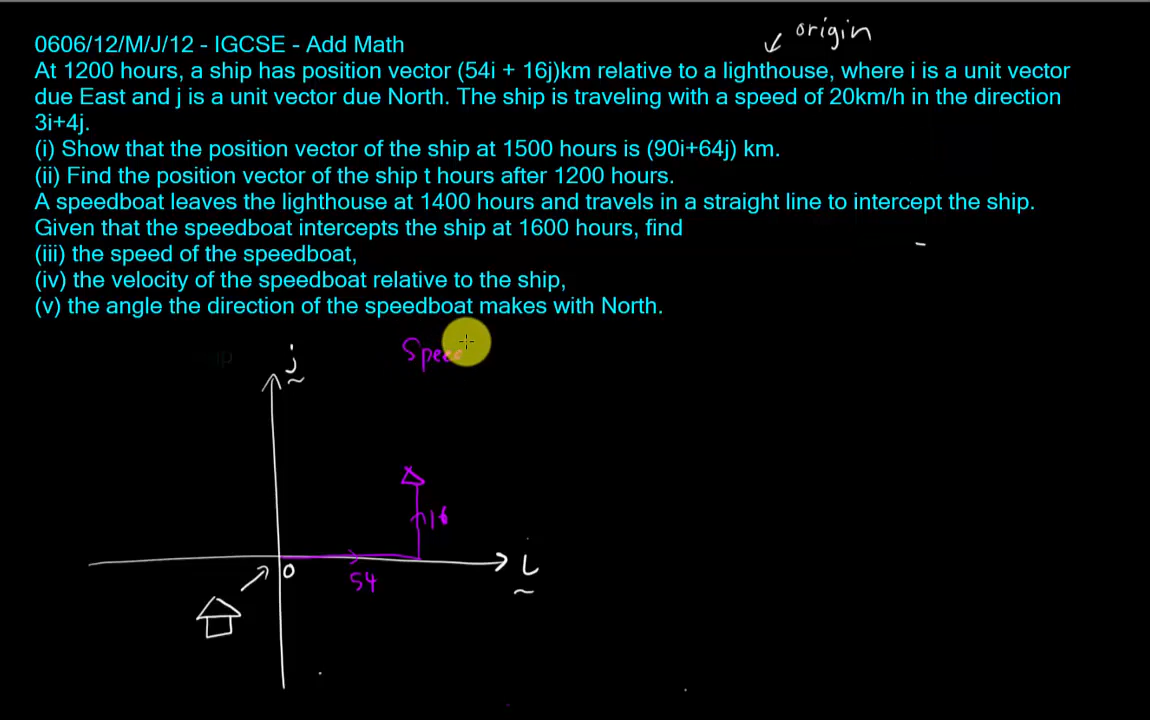 origin
0606/12/M/J/12 - IGCSE - Add Math
At 1200 hours, a ship has position vector (54i + 16j)km relative to a lighthouse, where i is a unit vector
due East and j is a unit vector due North. The ship is traveling with a speed of 20km/h in the direction
3i+4j.
(i) Show that the position vector of the ship at 1500 hours is (90i+64j) km.
(ii) Find the position vector of the ship t hours after 1200 hours.
A speedboat leaves the lighthouse at 1400 hours and travels in a straight line to intercept the ship.
Given that the speedboat intercepts the ship at 1600 hours, find
(iii) the speed of the speedboat,
(iv) the velocity of the speedboat relative to the ship,
(v) the angle the direction of the speedboat makes with North.
j
Spee
16
O
54
i